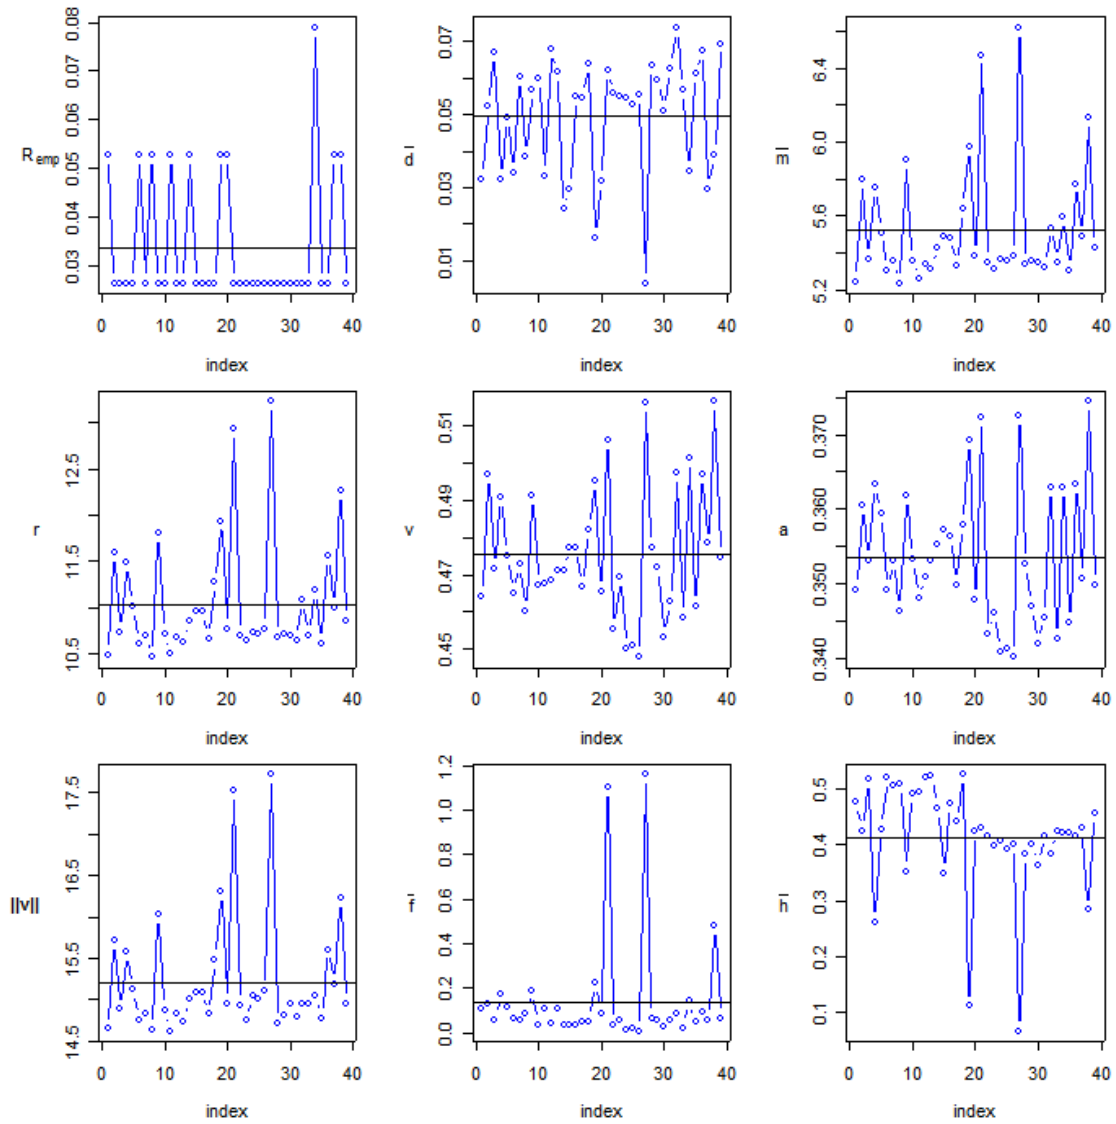 R emp
0.03 0.04 0.05 0.06 0.07 0.08
0 10 20 30 40
index
d̄
0.01 0.03 0.05 0.07
0 10 20 30 40
index
m̄
5.2 5.6 6.0 6.4
0 10 20 30 40
index
r
10.5 11.5 12.5
0 10 20 30 40
index
v
0.45 0.47 0.49 0.51
0 10 20 30 40
index
a
0.340 0.350 0.360 0.370
0 10 20 30 40
index
||v||
14.5 15.5 16.5 17.5
0 10 20 30 40
index
f̄
0.0 0.2 0.4 0.6 0.8 1.0 1.2
0 10 20 30 40
index
h̄
0.1 0.2 0.3 0.4 0.5
0 10 20 30 40
index